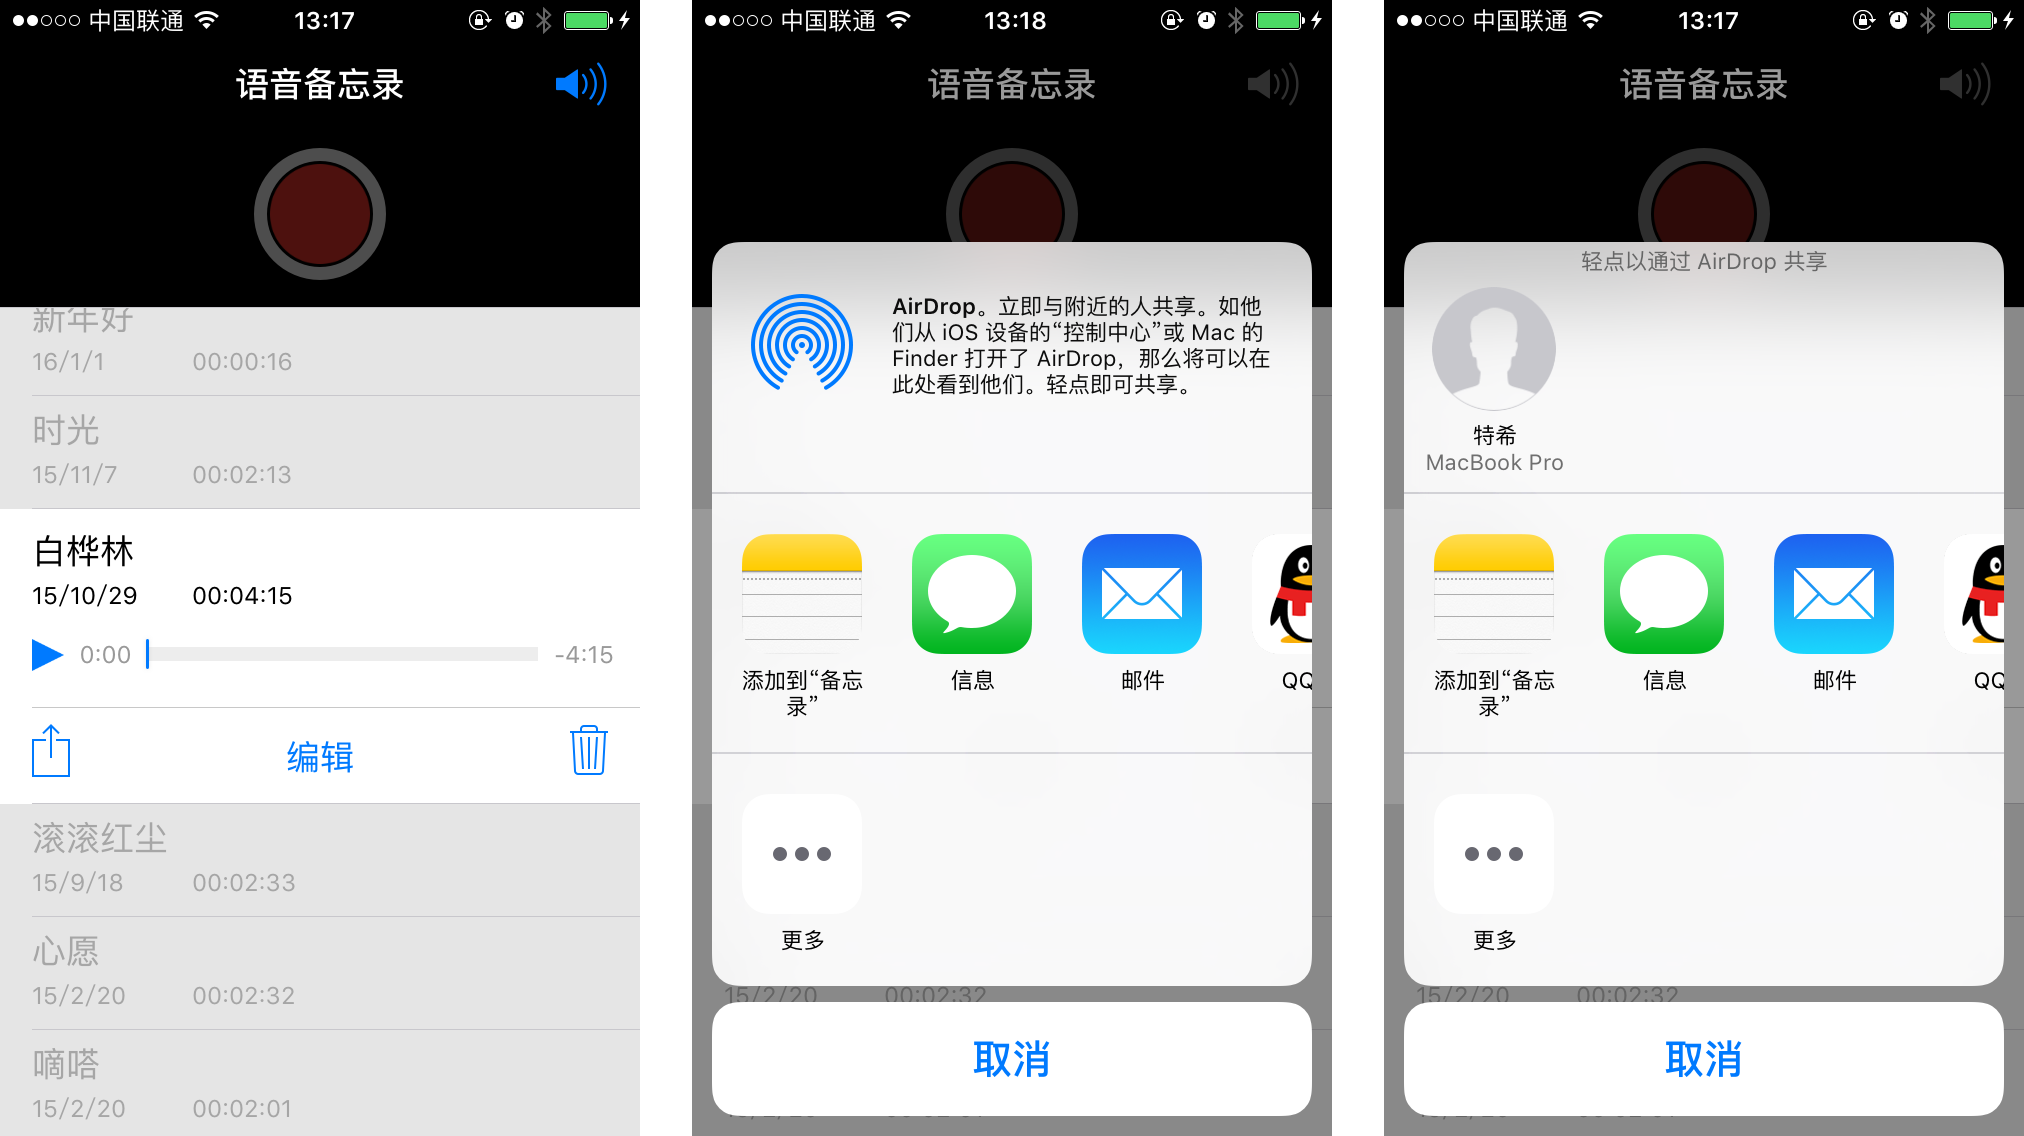 中国联通
13:17
语音备忘录
新年好
16/1/1 00:00:16
时光
15/11/7 00:02:13
白桦林
15/10/29 00:04:15
0:00 -4:15
编辑
滚滚红尘
15/9/18 00:02:33
心愿
15/2/20 00:02:32
嘀嗒
15/2/20 00:02:01
中国联通
13:18
语音备忘录
AirDrop。立即与附近的人共享。如他
们从 iOS 设备的“控制中心”或 Mac 的
Finder 打开了 AirDrop，那么将可以在
此处看到他们。轻点即可共享。
添加到“备忘
录”
信息
邮件
QQ
更多
15/2/20 00:02:32
取消
中国联通
13:17
语音备忘录
轻点以通过 AirDrop 共享
特希
MacBook Pro
添加到“备忘
录”
信息
邮件
QQ
更多
15/2/20 00:02:32
取消